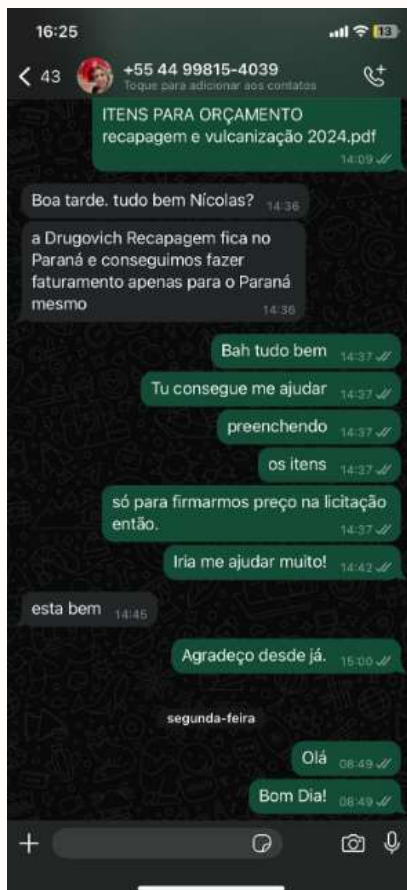 16:25
13
43
+55 44 99815-4039
Toque para adicionar aos contatos
ITENS PARA ORÇAMENTO
recapagem e vulcanização 2024.pdf
14:09
Boa tarde. tudo bem Nícolas? 14:36
a Drugovich Recapagem fica no
Paraná e conseguimos fazer
faturamento apenas para o Paraná
mesmo
14:36
Bah tudo bem 14:37
Tu consegue me ajudar 14:37
preenchendo 14:37
os itens 14:37
só para firmarmos preço na licitação
então.
14:37
Iria me ajudar muito! 14:42
esta bem 14:45
Agradeço desde já. 15:00
segunda-feira
Olá 08:49
Bom Dia! 08:49